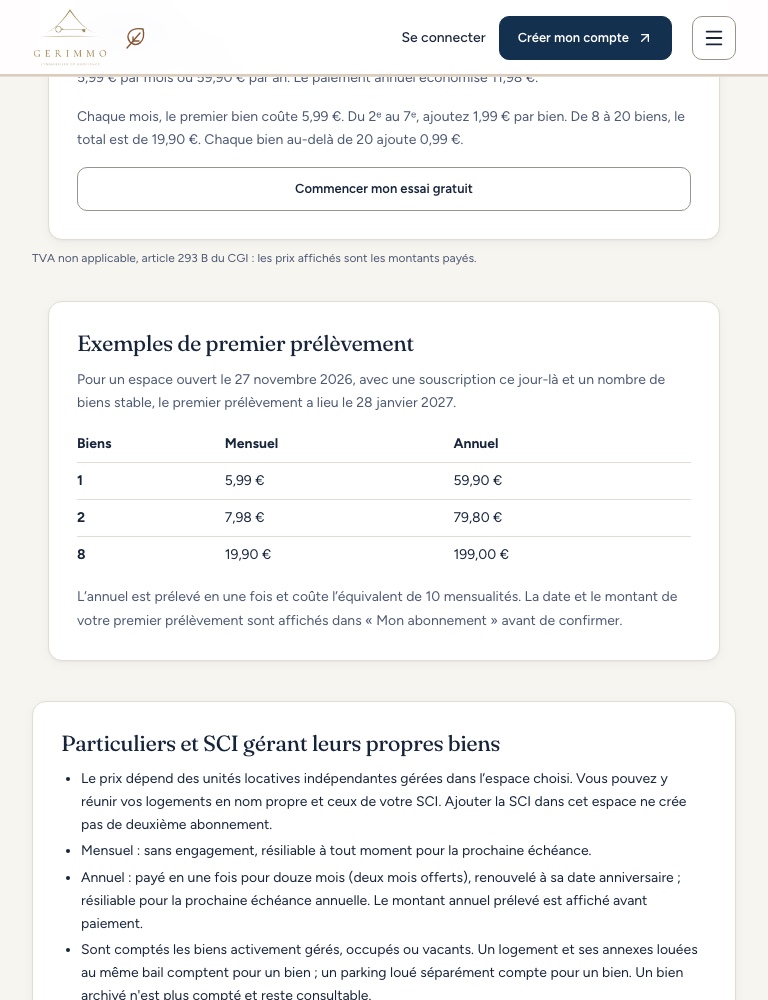 GERIMMO
Se connecter
Créer mon compte
5,99 € par mois ou 59,90 € par an. Le paiement annuel économise 11,98 €.
Chaque mois, le premier bien coûte 5,99 €. Du 2ᵉ au 7ᵉ, ajoutez 1,99 € par bien. De 8 à 20 biens, le
total est de 19,90 €. Chaque bien au-delà de 20 ajoute 0,99 €.
Commencer mon essai gratuit
TVA non applicable, article 293 B du CGI : les prix affichés sont les montants payés.
Exemples de premier prélèvement
Pour un espace ouvert le 27 novembre 2026, avec une souscription ce jour-là et un nombre de
biens stable, le premier prélèvement a lieu le 28 janvier 2027.
Biens Mensuel Annuel
1 5,99 € 59,90 €
2 7,98 € 79,80 €
8 19,90 € 199,00 €
L’annuel est prélevé en une fois et coûte l’équivalent de 10 mensualités. La date et le montant de
votre premier prélèvement sont affichés dans « Mon abonnement » avant de confirmer.
Particuliers et SCI gérant leurs propres biens
• Le prix dépend des unités locatives indépendantes gérées dans l’espace choisi. Vous pouvez y
réunir vos logements en nom propre et ceux de votre SCI. Ajouter la SCI dans cet espace ne crée
pas de deuxième abonnement.
• Mensuel : sans engagement, résiliable à tout moment pour la prochaine échéance.
• Annuel : payé en une fois pour douze mois (deux mois offerts), renouvelé à sa date anniversaire ;
résiliable pour la prochaine échéance annuelle. Le montant annuel prélevé est affiché avant
paiement.
• Sont comptés les biens activement gérés, occupés ou vacants. Un logement et ses annexes louées
au même bail comptent pour un bien ; un parking loué séparément compte pour un bien. Un bien
archivé n'est plus compté et reste consultable.